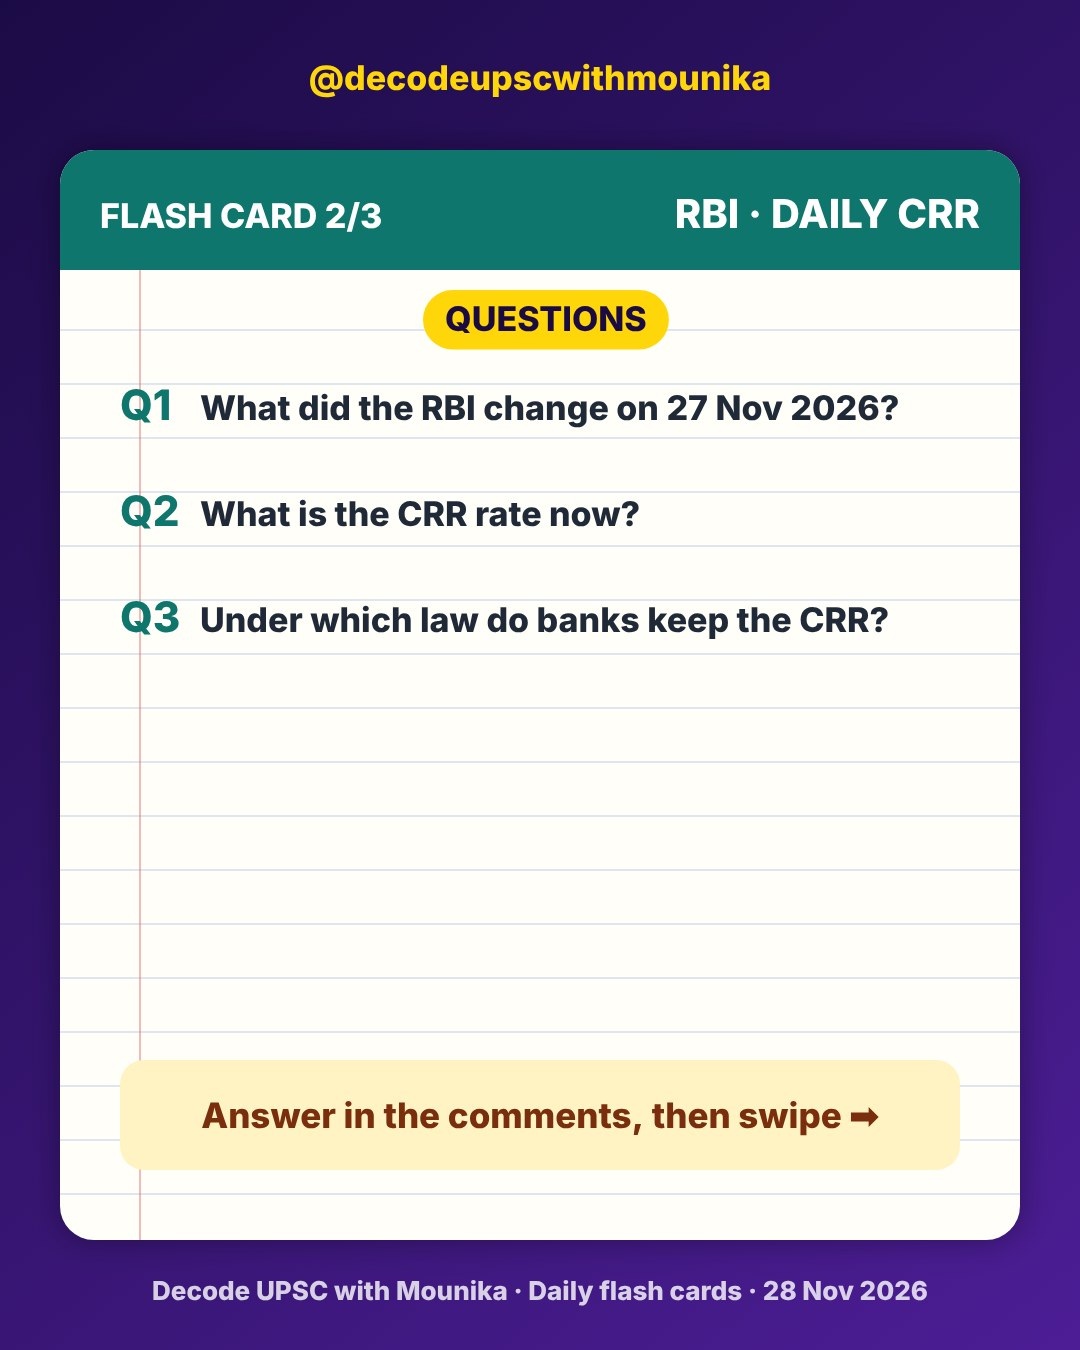 @decodeupscwithmounika
FLASH CARD 2/3
RBI · DAILY CRR
QUESTIONS
Q1 What did the RBI change on 27 Nov 2026?
Q2 What is the CRR rate now?
Q3 Under which law do banks keep the CRR?
Answer in the comments, then swipe ➡
Decode UPSC with Mounika · Daily flash cards · 28 Nov 2026